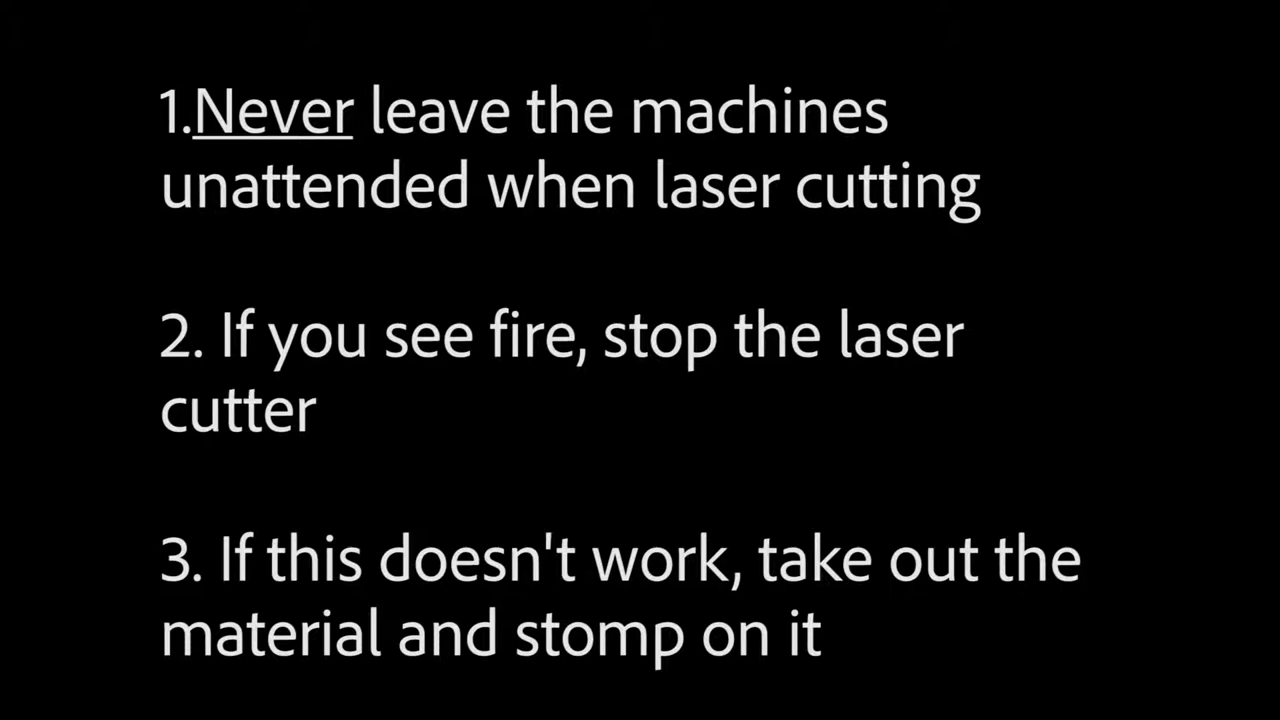 1.Never leave the machines
unattended when laser cutting
2. If you see fire, stop the laser
cutter
3. If this doesn't work, take out the
material and stomp on it